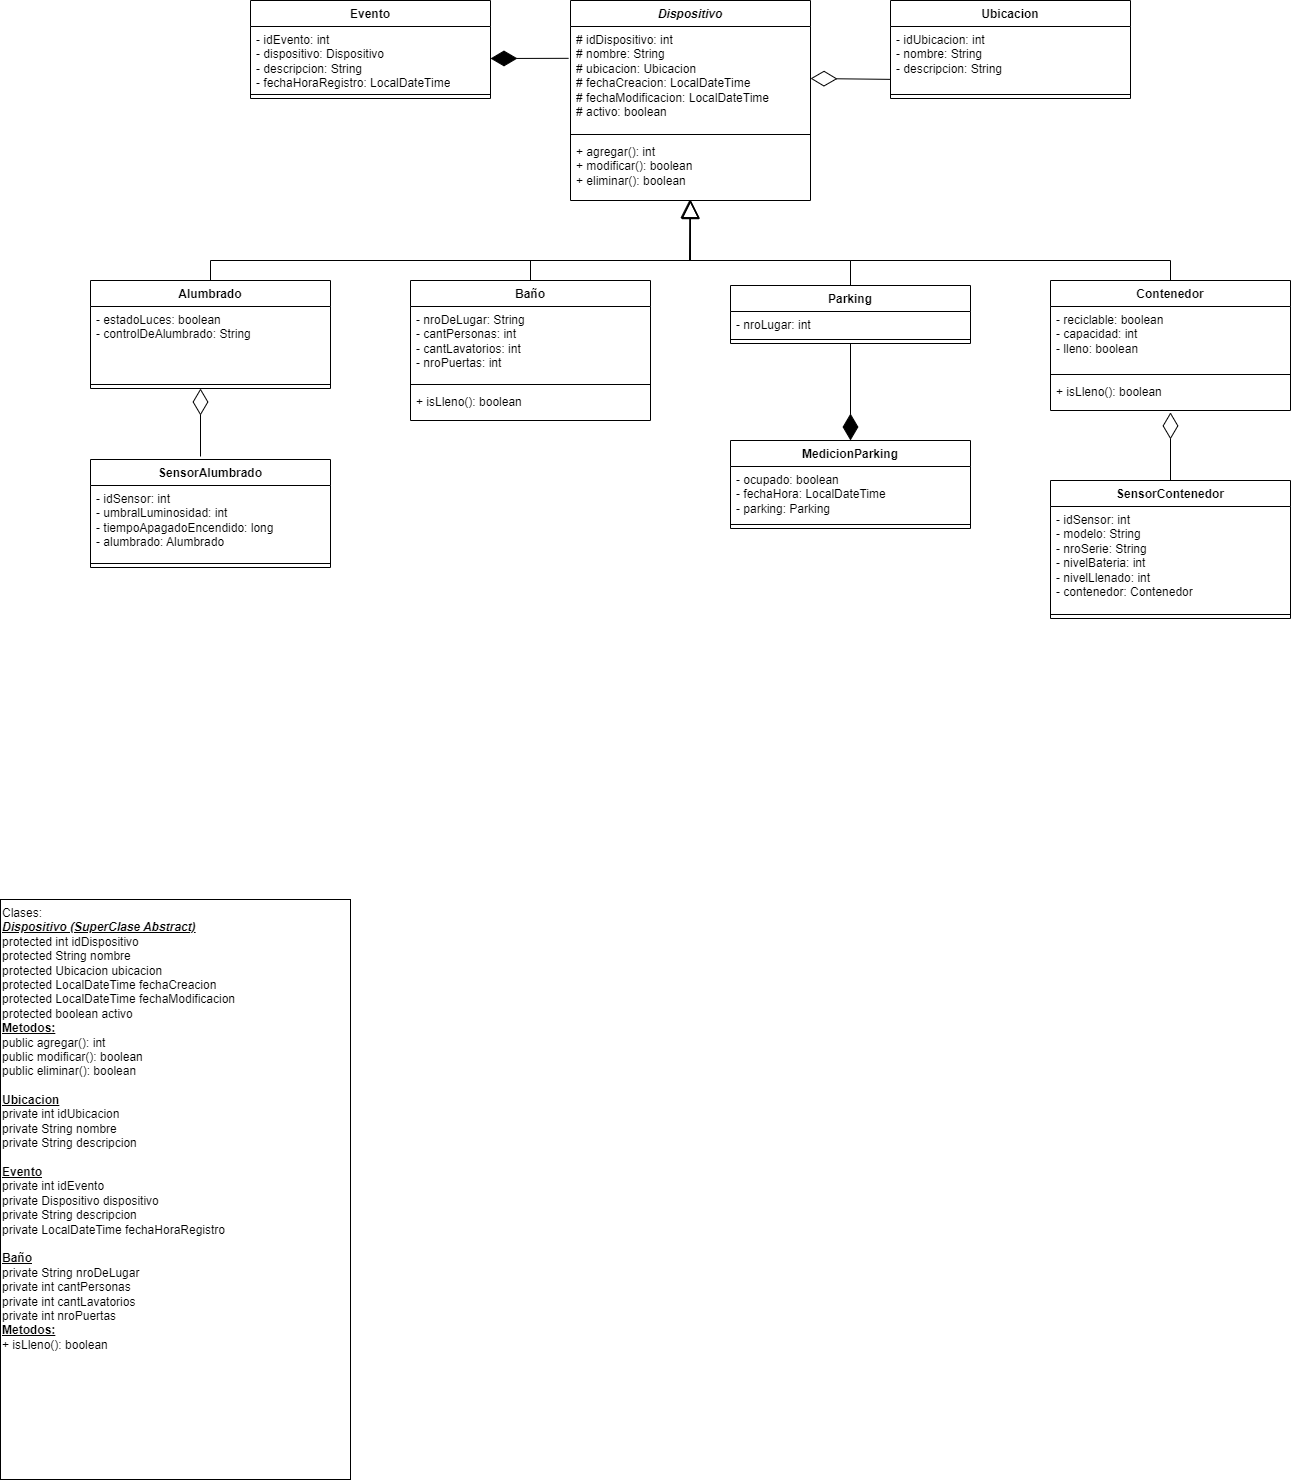 Evento
- idEvento: int
- dispositivo: Dispositivo
- descripcion: String
- fechaHoraRegistro: LocalDateTime
Dispositivo
# idDispositivo: int
# nombre: String
# ubicacion: Ubicacion
# fechaCreacion: LocalDateTime
# fechaModificacion: LocalDateTime
# activo: boolean
+ agregar(): int
+ modificar(): boolean
+ eliminar(): boolean
Ubicacion
- idUbicacion: int
- nombre: String
- descripcion: String
Alumbrado
- estadoLuces: boolean
- controlDeAlumbrado: String
Baño
- nroDeLugar: String
- cantPersonas: int
- cantLavatorios: int
- nroPuertas: int
+ isLleno(): boolean
Parking
- nroLugar: int
Contenedor
- reciclable: boolean
- capacidad: int
- lleno: boolean
+ isLleno(): boolean
SensorAlumbrado
- idSensor: int
- umbralLuminosidad: int
- tiempoApagadoEncendido: long
- alumbrado: Alumbrado
MedicionParking
- ocupado: boolean
- fechaHora: LocalDateTime
- parking: Parking
SensorContenedor
- idSensor: int
- modelo: String
- nroSerie: String
- nivelBateria: int
- nivelLlenado: int
- contenedor: Contenedor
Clases:
Dispositivo (SuperClase Abstract)
protected int idDispositivo
protected String nombre
protected Ubicacion ubicacion
protected LocalDateTime fechaCreacion
protected LocalDateTime fechaModificacion
protected boolean activo
Metodos:
public agregar(): int
public modificar(): boolean
public eliminar(): boolean
Ubicacion
private int idUbicacion
private String nombre
private String descripcion
Evento
private int idEvento
private Dispositivo dispositivo
private String descripcion
private LocalDateTime fechaHoraRegistro
Baño
private String nroDeLugar
private int cantPersonas
private int cantLavatorios
private int nroPuertas
Metodos:
+ isLleno(): boolean